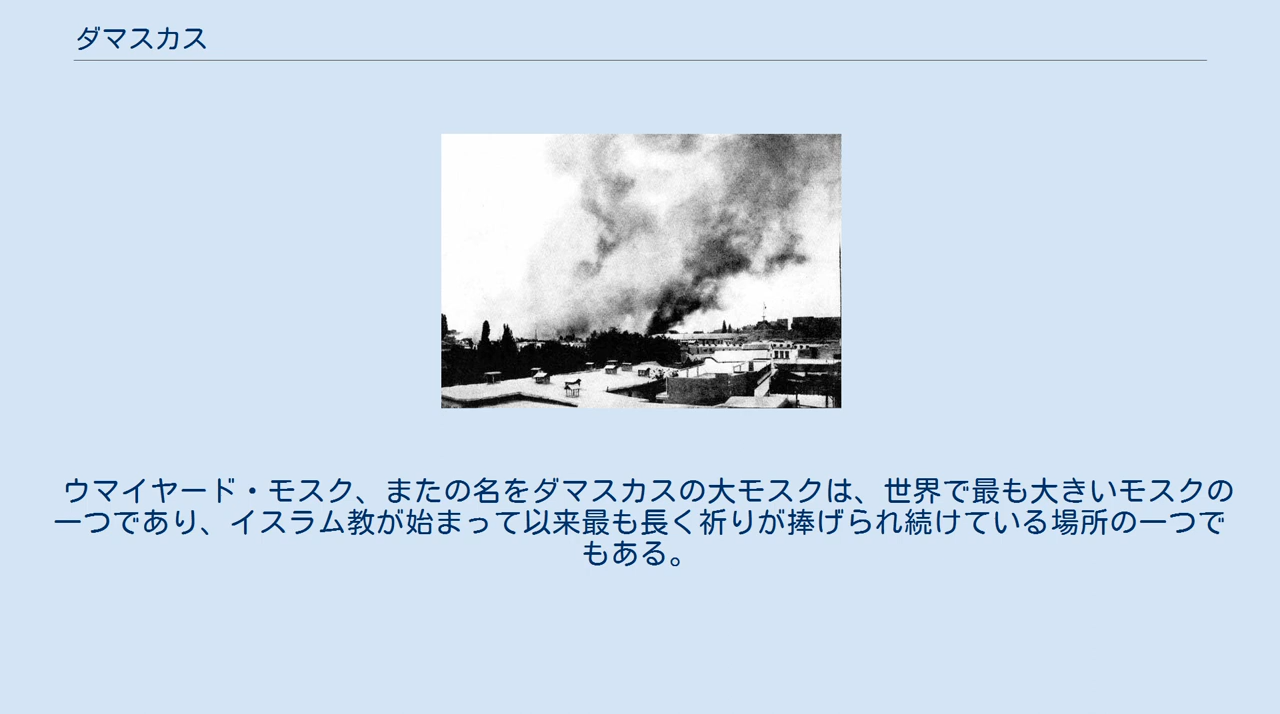 ダマスカス
ウマイヤード・モスク、またの名をダマスカスの大モスクは、世界で最も大きいモスクの
一つであり、イスラム教が始まって以来最も長く祈りが捧げられ続けている場所の一つで
もある。